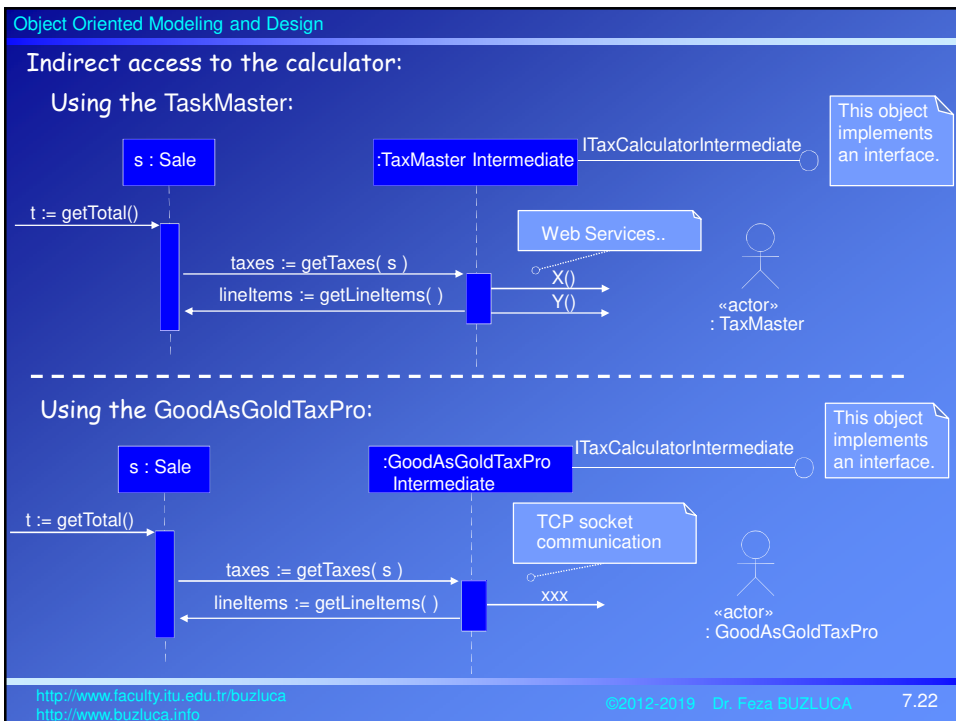 Object Oriented Modeling and Design
Indirect access to the calculator:
Using the TaskMaster:
This object
implements
an interface.
s : Sale
:TaxMaster Intermediate
ITaxCalculatorIntermediate
t := getTotal()
Web Services..
taxes := getTaxes( s )
X()
lineItems := getLineItems( )
Y()
«actor»
: TaxMaster
Using the GoodAsGoldTaxPro:
This object
implements
an interface.
s : Sale
:GoodAsGoldTaxPro
Intermediate
ITaxCalculatorIntermediate
t := getTotal()
TCP socket
communication
taxes := getTaxes( s )
lineItems := getLineItems( )
xxx
«actor»
: GoodAsGoldTaxPro
http://www.faculty.itu.edu.tr/buzluca
http://www.buzluca.info
©2012-2019 Dr. Feza BUZLUCA
7.22